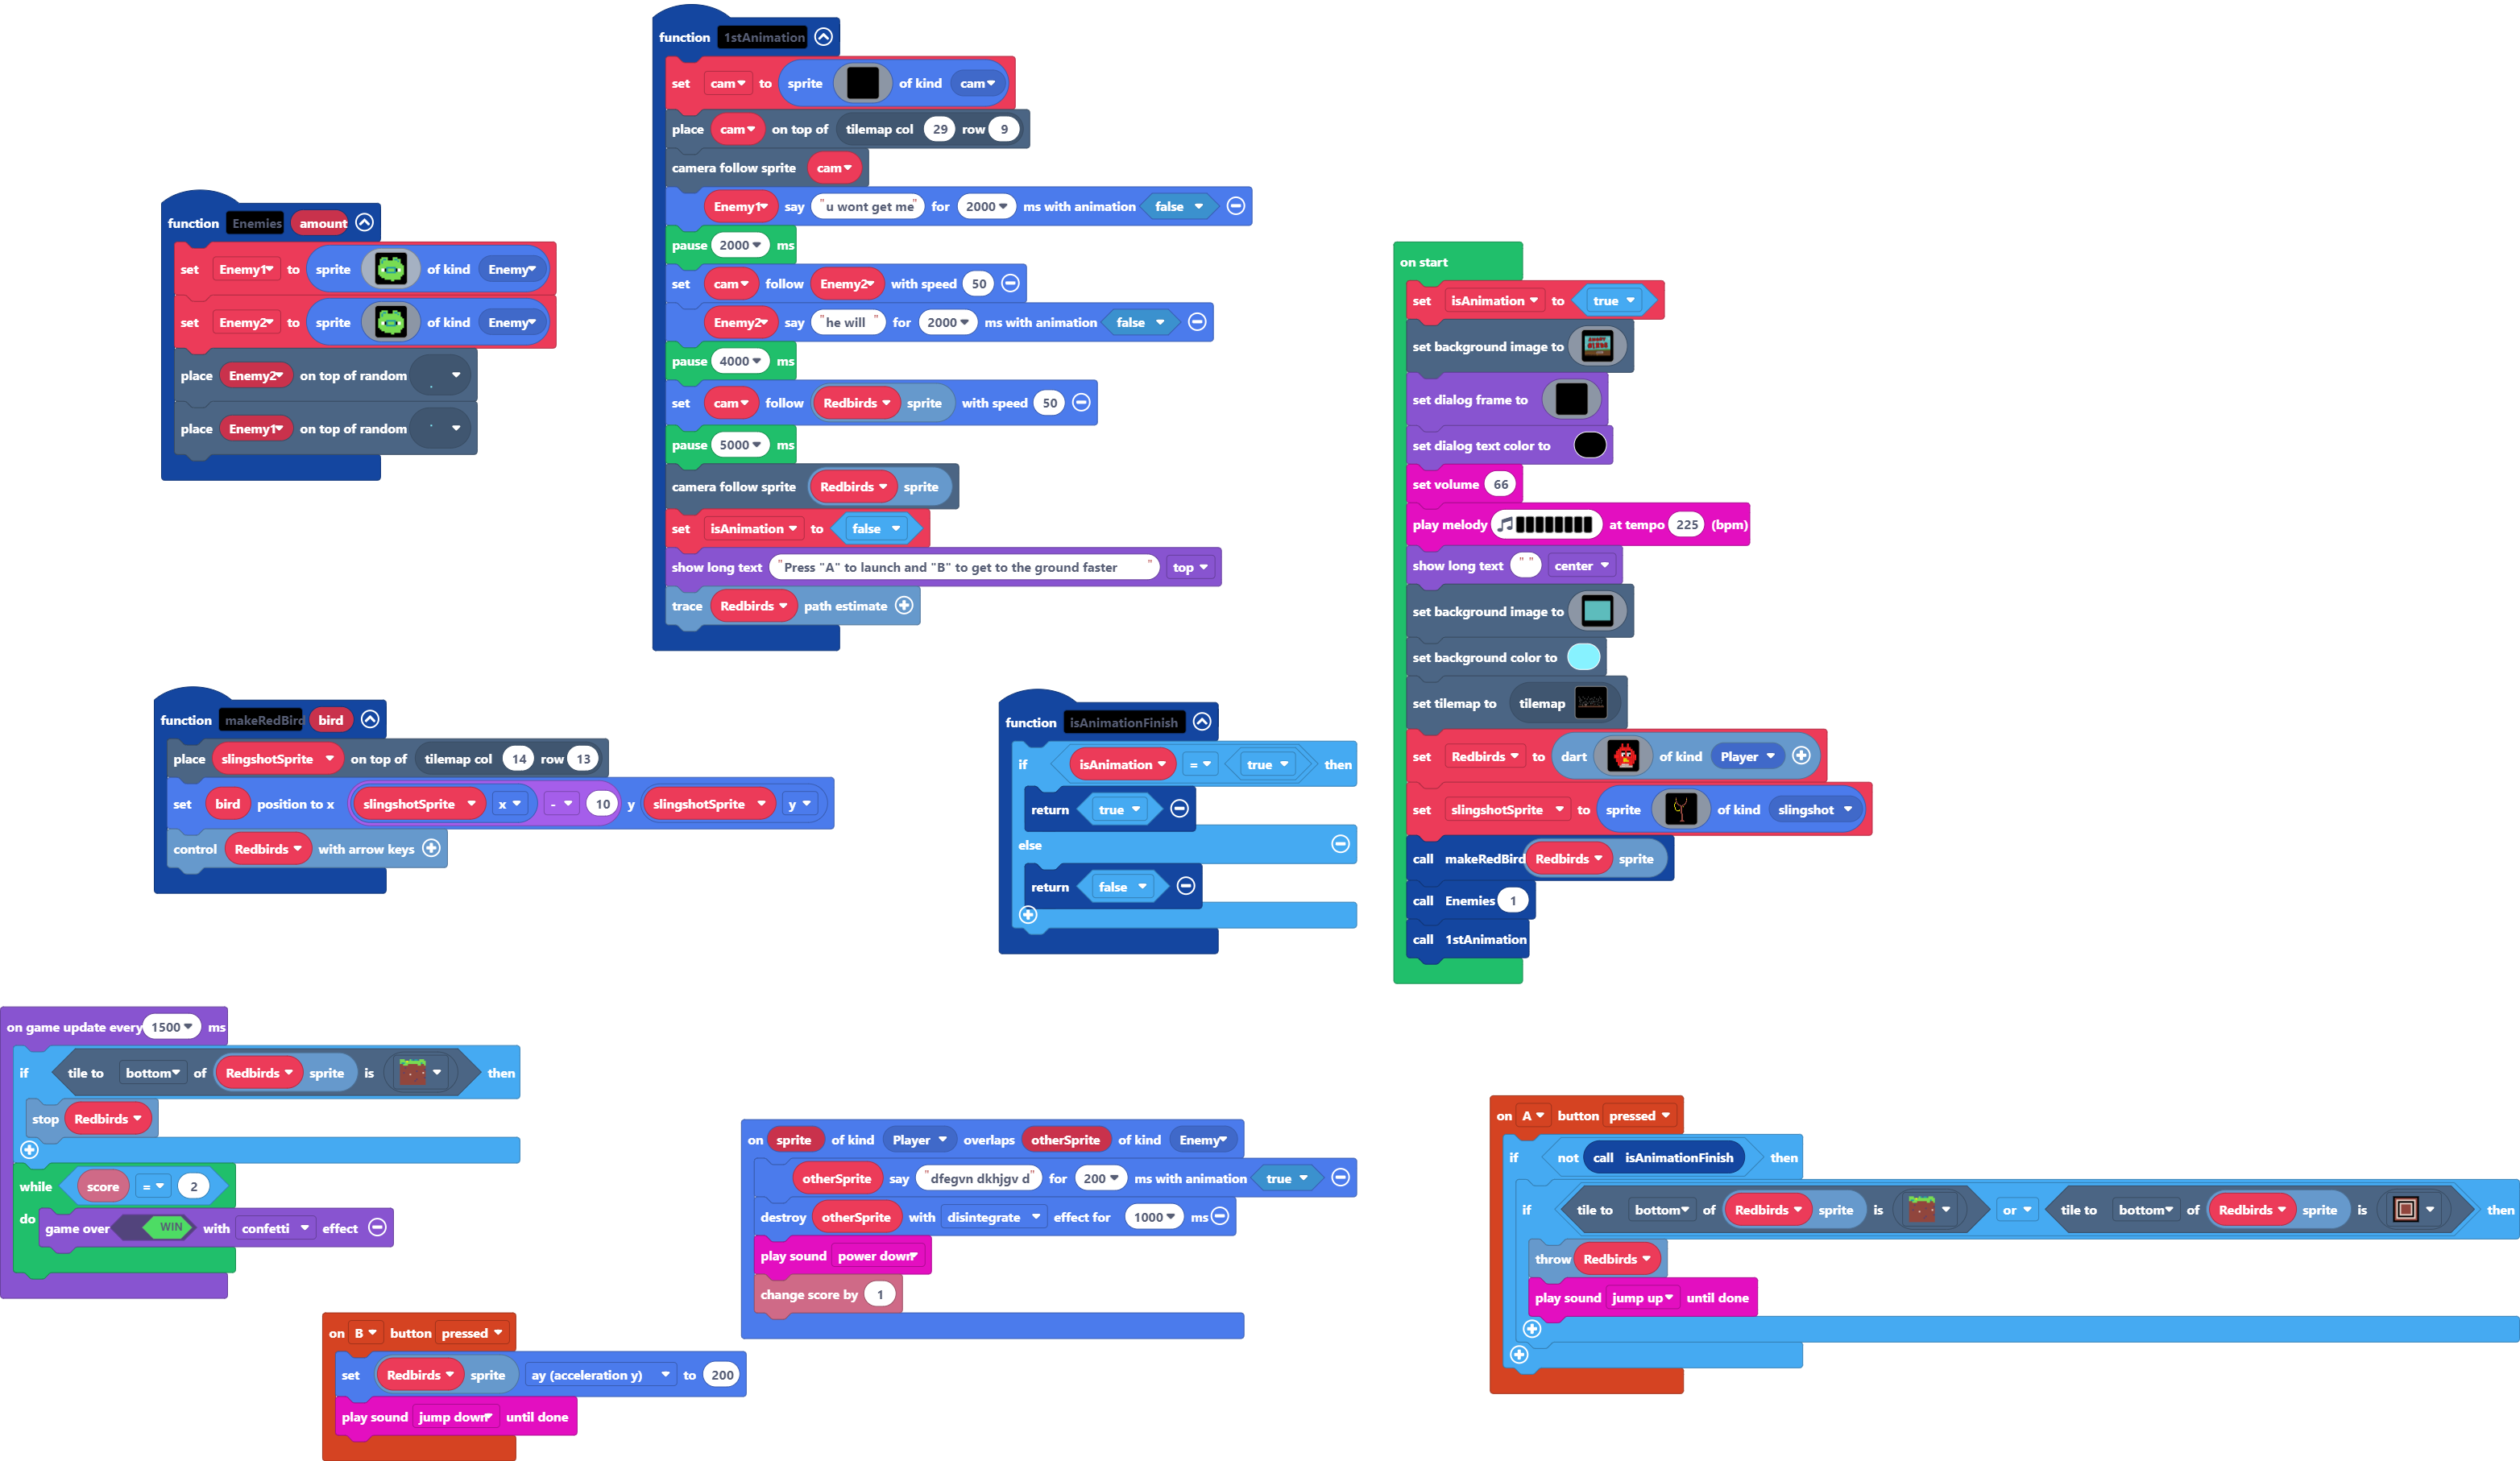 function 1stAnimation
set cam to sprite of kind cam
place cam on top of tilemap col 29 row 9
camera follow sprite cam
Enemy1 say "u wont get me" for 2000 ms with animation false
pause 2000 ms
set cam follow Enemy2 with speed 50
Enemy2 say "he will " for 2000 ms with animation false
pause 4000 ms
set cam follow Redbirds sprite with speed 50
pause 5000 ms
camera follow sprite Redbirds sprite
set isAnimation to false
show long text "Press "A" to launch and "B" to get to the ground faster " top
trace Redbirds path estimate
function Enemies amount
set Enemy1 to sprite of kind Enemy
set Enemy2 to sprite of kind Enemy
place Enemy2 on top of random
place Enemy1 on top of random
on start
set isAnimation to true
set background image to ANGRY BIRDS
set dialog frame to
set dialog text color to
set volume 66
play melody at tempo 225 (bpm)
show long text " " center
set background image to
set background color to
set tilemap to tilemap
set Redbirds to dart of kind Player
set slingshotSprite to sprite of kind slingshot
call makeRedBird Redbirds sprite
call Enemies 1
call 1stAnimation
function makeRedBird bird
place slingshotSprite on top of tilemap col 14 row 13
set bird position to x slingshotSprite x - 10 y slingshotSprite y
control Redbirds with arrow keys
function isAnimationFinish
if isAnimation = true then
return true
else
return false
on game update every 1500 ms
if tile to bottom of Redbirds sprite is then
stop Redbirds
while score = 2
do game over WIN with confetti effect
on sprite of kind Player overlaps otherSprite of kind Enemy
otherSprite say "dfegvn dkhjgv d" for 200 ms with animation true
destroy otherSprite with disintegrate effect for 1000 ms
play sound power down
change score by 1
on A button pressed
if not call isAnimationFinish then
if tile to bottom of Redbirds sprite is or tile to bottom of Redbirds sprite is then
throw Redbirds
play sound jump up until done
on B button pressed
set Redbirds sprite ay (acceleration y) to 200
play sound jump down until done